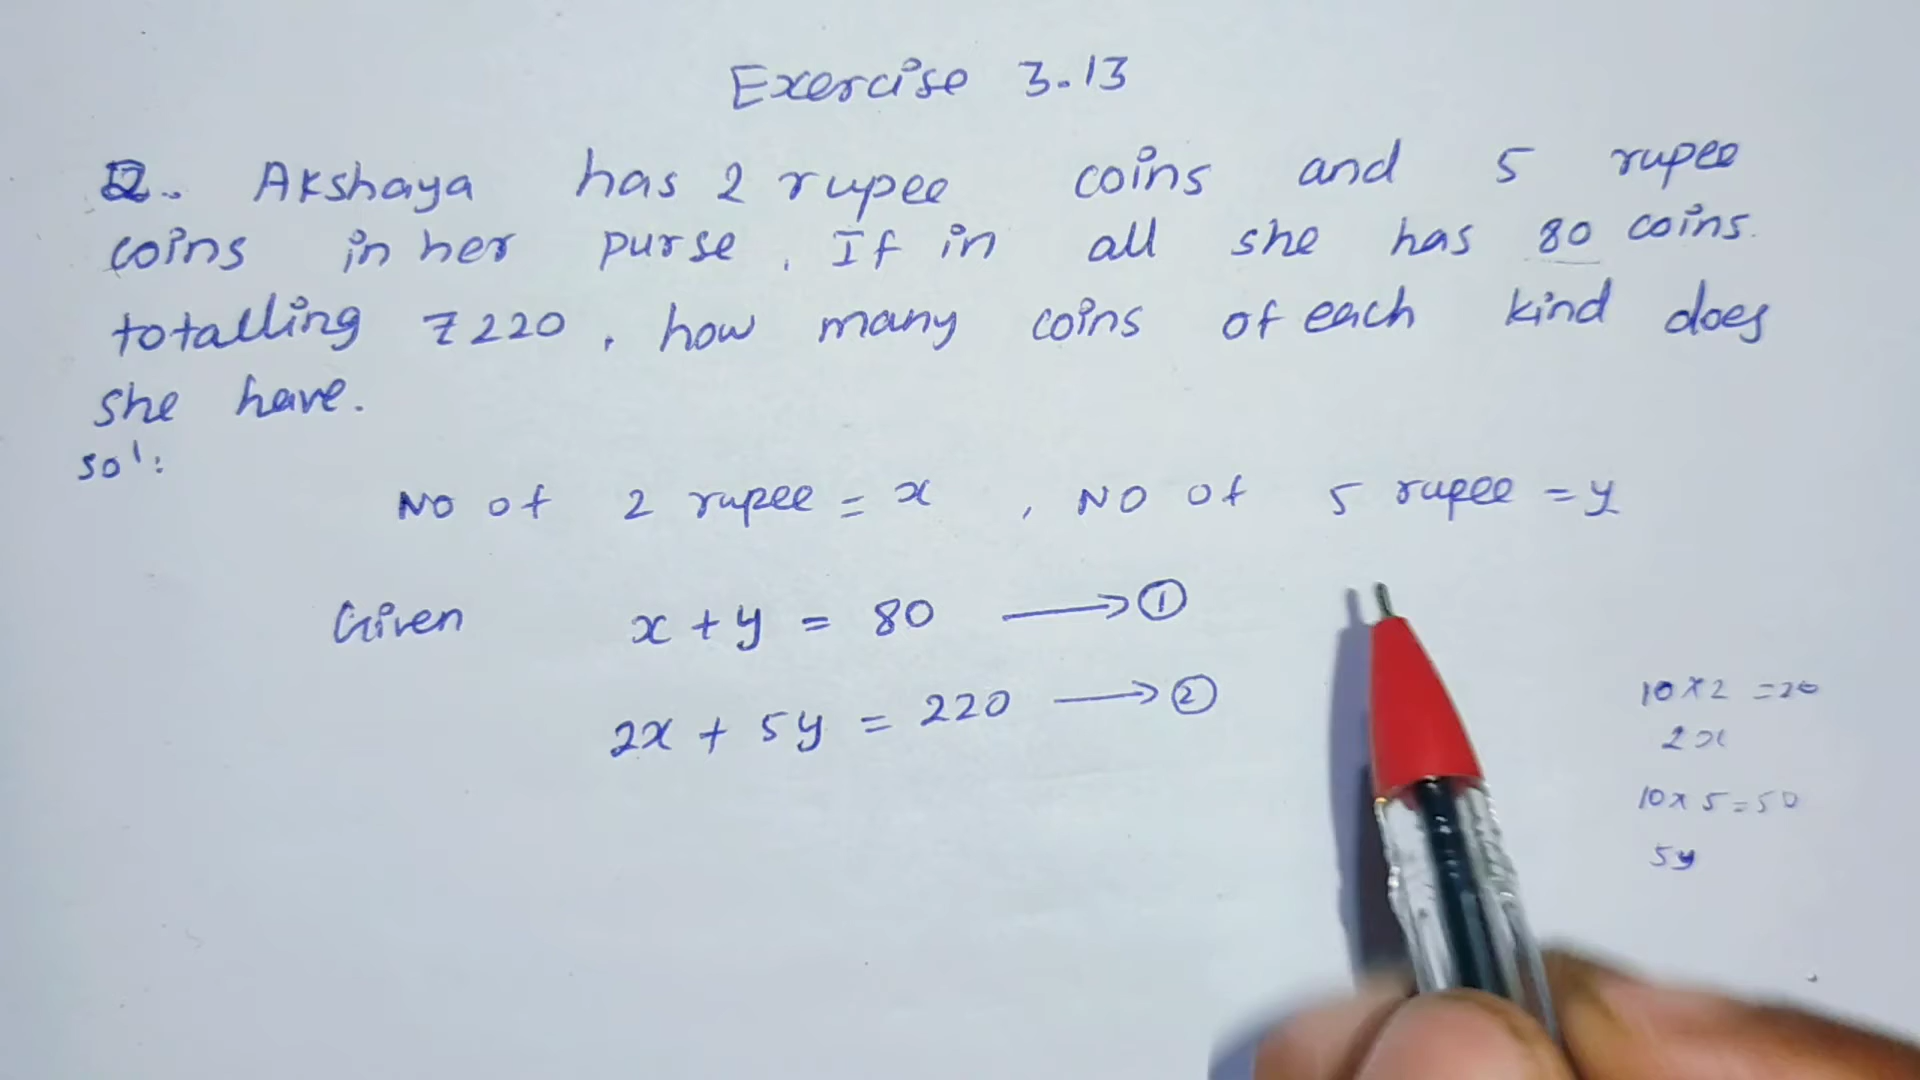 Exercise 3.13
Q. Akshaya has 2 rupee coins and 5 rupee
coins in her purse. If in all she has 80 coins.
totalling ₹220, how many coins of each kind does
she have.
sol:
No of 2 rupee = x , No of 5 rupee = y
Given x + y = 80 → ①
2x + 5y = 220 → ②
10 x 2 = 20
2x
10 x 5 = 50
5y